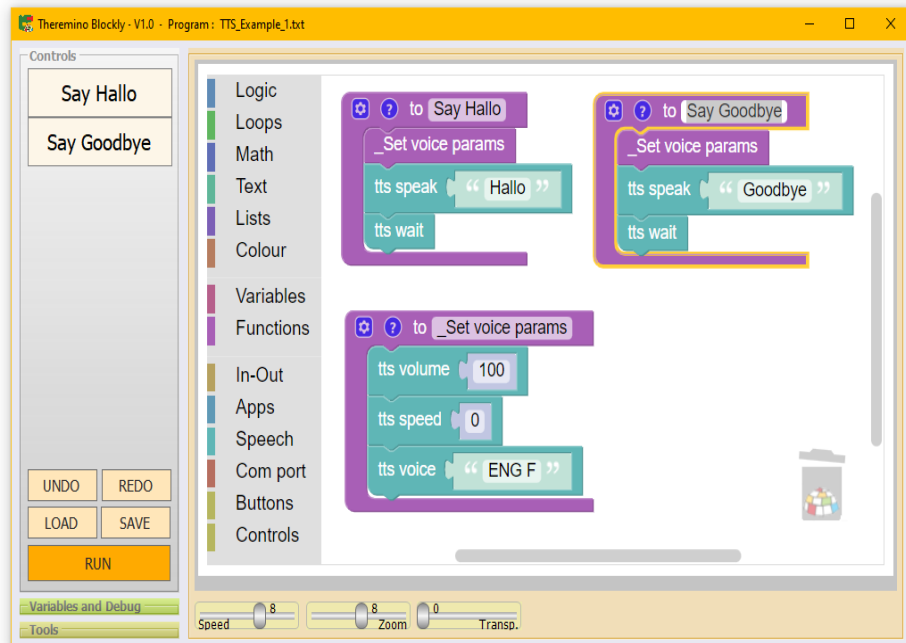 Theremino Blockly - V1.0 - Program : TTS_Example_1.txt
Controls
Say Hallo
Say Goodbye
UNDO REDO
LOAD SAVE
RUN
Variables and Debug
Tools
Logic
Loops
Math
Text
Lists
Colour
Variables
Functions
In-Out
Apps
Speech
Com port
Buttons
Controls
? to Say Hallo
_Set voice params
tts speak “ Hallo ”
tts wait
? to Say Goodbye
_Set voice params
tts speak “ Goodbye ”
tts wait
? to _Set voice params
tts volume 100
tts speed 0
tts voice “ ENG F ”
Speed 8
8 Zoom
0 Transp.